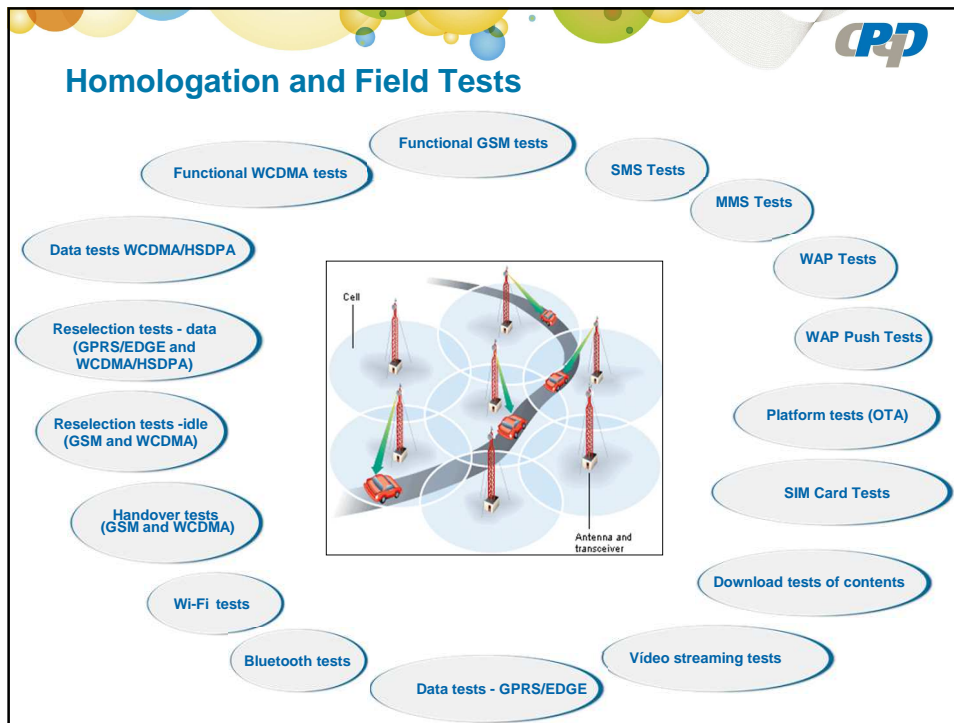 CPqD
Homologation and Field Tests
Functional GSM tests
Functional WCDMA tests
SMS Tests
MMS Tests
Data tests WCDMA/HSDPA
WAP Tests
Cell
Reselection tests - data
(GPRS/EDGE and
WCDMA/HSDPA)
WAP Push Tests
Reselection tests -idle
(GSM and WCDMA)
Platform tests (OTA)
SIM Card Tests
Handover tests
(GSM and WCDMA)
Antenna and
transceiver
Download tests of contents
Wi-Fi tests
Bluetooth tests
Vídeo streaming tests
Data tests - GPRS/EDGE